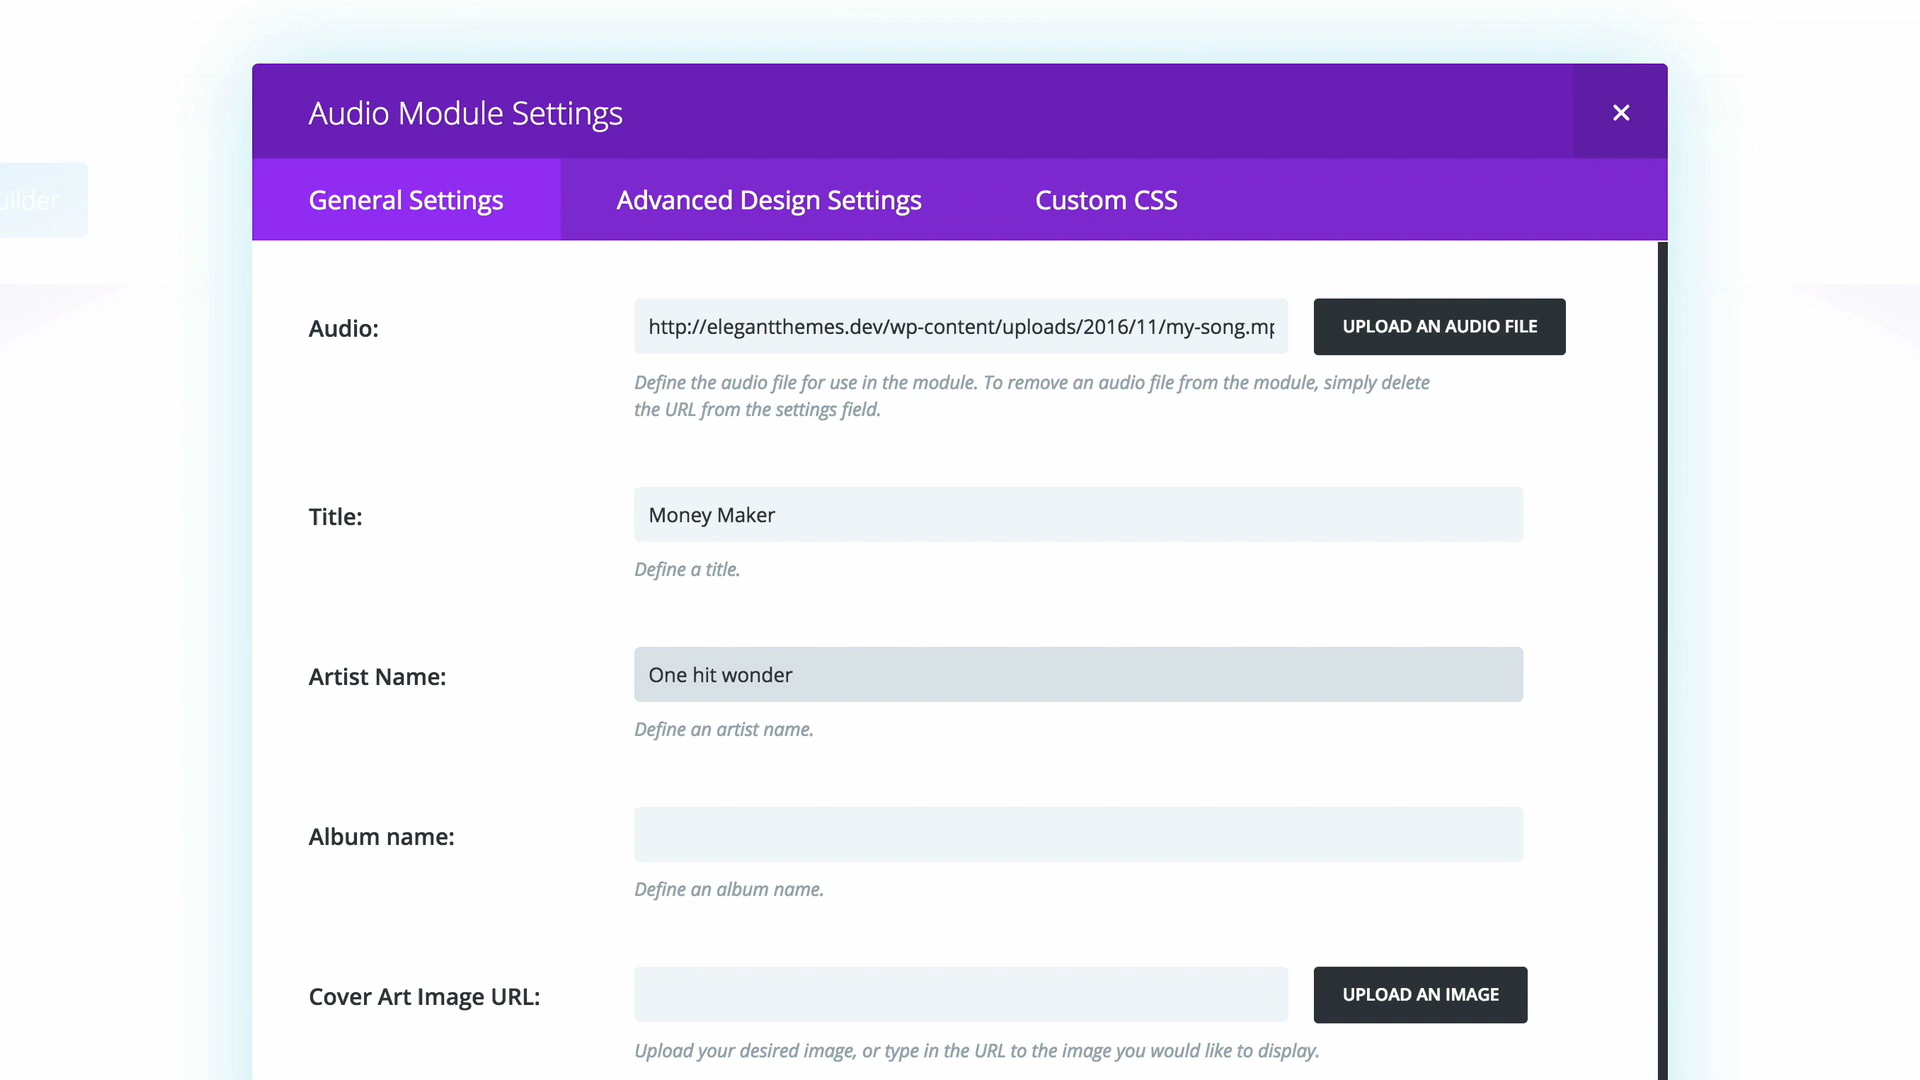 Audio Module Settings
General Settings
Advanced Design Settings
Custom CSS
Audio:
http://elegantthemes.dev/wp-content/uploads/2016/11/my-song.mp
UPLOAD AN AUDIO FILE
Define the audio file for use in the module. To remove an audio file from the module, simply delete
the URL from the settings field.
Title:
Money Maker
Define a title.
Artist Name:
One hit wonder
Define an artist name.
Album name:
Define an album name.
Cover Art Image URL:
UPLOAD AN IMAGE
Upload your desired image, or type in the URL to the image you would like to display.